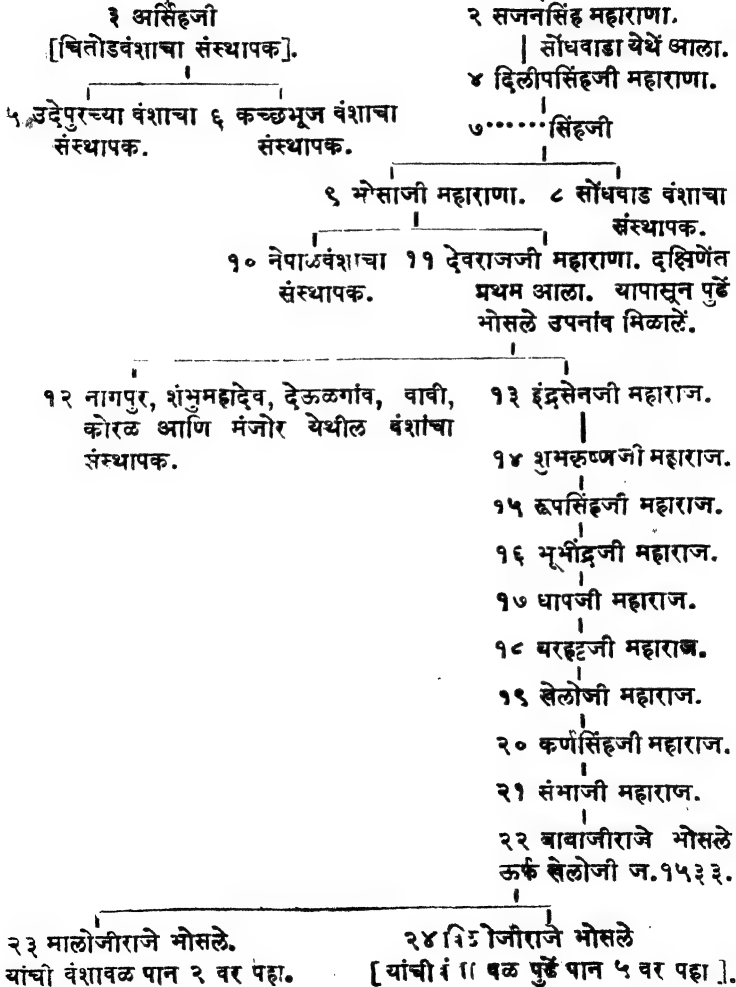 ३ अर्सिहजी
[चितोडवंशाचा संस्थापक].
२ सजनसिंह महाराणा.
सोंधवाडा येथें आला.
४ दिलीपसिंहजी महाराणा.
५ उदेपुरच्या वंशाचा
संस्थापक.
६ कच्छभूज वंशाचा
संस्थापक.
७······सिंहजी
९ भोसाजी महाराणा.
८ सोंधवाड वंशाचा
संस्थापक.
१० नेपाळवंशाचा
संस्थापक.
११ देवराजजी महाराणा. दक्षिणेंत
प्रथम आला. यापासून पुढें
भोसले उपनांव मिळालें.
१२ नागपुर, शंभुमहादेव, देऊळगांव, वावी,
कोरळ आणि मंजोर येथील वंशांचा
संस्थापक.
१३ इंद्रसेनजी महाराज.
१४ शुभकृष्णजी महाराज.
१५ रूपसिंहजी महाराज.
१६ भूमींद्रजी महाराज.
१७ धापजी महाराज.
१८ बरहट्टजी महाराज.
१९ खेलोजी महाराज.
२० कर्णसिंहजी महाराज.
२१ संभाजी महाराज.
२२ बाबाजीराजे भोसले
ऊर्फ खेलोजी ज.१५३३.
२३ मालोजीराजे भोसले.
यांची वंशावळ पान २ वर पहा.
२४ भोसले
[ यांची पुढें पान ५ वर पहा ].